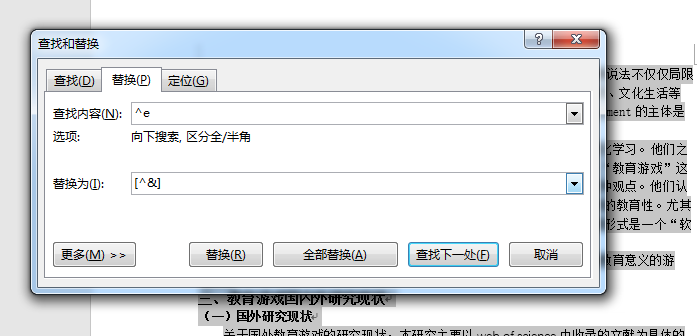 查找和替换
说法不仅仅局限
查找(D) 替换(P) 定位(G)
、文化生活等
查找内容(N): ^e
ment 的主体是
选项: 向下搜索, 区分全/半角
学习。他们之
“教育游戏”这
替换为(I): [^&]
观点。他们认
的教育性。尤其
形式是一个“软
更多(M) >> 替换(R) 全部替换(A) 查找下一处(F) 取消
教育意义的游
三、教育游戏国内外研究现状
（一）国外研究现状
关于国外教育游戏的研究现状，本研究主要以 web of science 中收录的文献为具体的